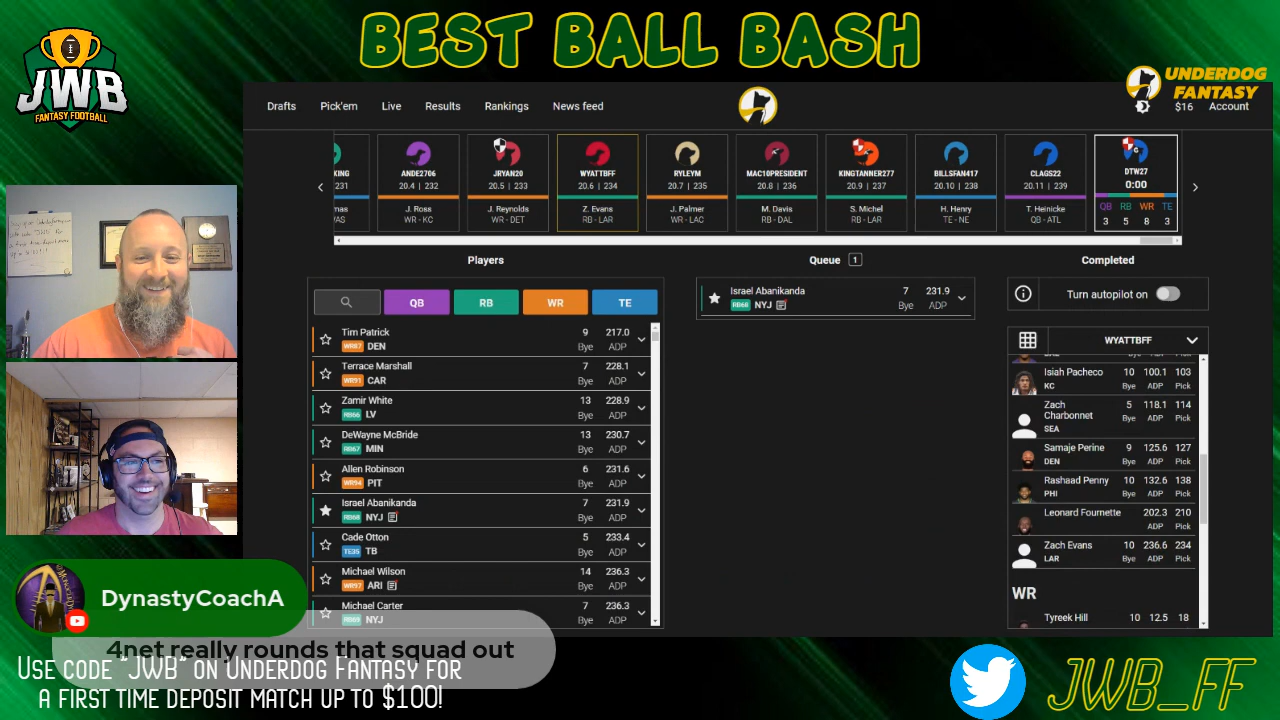 BEST BALL BASH
JWB
FANTASY FOOTBALL
UNDERDOG
FANTASY
Drafts Pick'em Live Results Rankings News feed
$16 Account
KING ANDE2706 JRYAN20 WYATTBFF RYLEYM MAC10PRESIDENT KINGTANNER277 BILLSFAN417 CLAGS22 DTW27
231 20.4 | 232 20.5 | 233 20.6 | 234 20.7 | 235 20.8 | 236 20.9 | 237 20.10 | 238 20.11 | 239 0:00
mas J. Ross J. Reynolds Z. Evans J. Palmer M. Davis S. Michel H. Henry T. Heinicke QB RB WR TE
AS WR - KC WR - DET RB - LAR WR - LAC RB - DAL RB - LAR TE - NE QB - ATL 3 5 8 3
Players
QB RB WR TE
Tim Patrick 9 217.0
WR87 DEN Bye ADP
Terrace Marshall 7 228.1
WR91 CAR Bye ADP
Zamir White 13 228.9
RB66 LV Bye ADP
DeWayne McBride 13 230.7
RB67 MIN Bye ADP
Allen Robinson 6 231.6
WR94 PIT Bye ADP
Israel Abanikanda 7 231.9
RB68 NYJ Bye ADP
Cade Otton 5 233.4
TE35 TB Bye ADP
Michael Wilson 14 236.3
WR97 ARI Bye ADP
Michael Carter 7 236.3
RB69 NYJ
Queue 1
Israel Abanikanda 7 231.9
RB68 NYJ Bye ADP
Completed
Turn autopilot on
WYATTBFF
Bye ADP Pick
Isiah Pacheco 10 100.1 103
KC Bye ADP Pick
Zach 5 118.1 114
Charbonnet Bye ADP Pick
SEA
Samaje Perine 9 125.6 127
DEN Bye ADP Pick
Rashaad Penny 10 132.6 138
PHI Bye ADP Pick
Leonard Fournette 202.3 210
ADP Pick
Zach Evans 10 236.6 234
LAR Bye ADP Pick
WR
Tyreek Hill 10 12.5 18
DynastyCoachA
4net really rounds that squad out
Use code "JWB" on Underdog Fantasy for
a first time deposit match up to $100!
JWB_FF